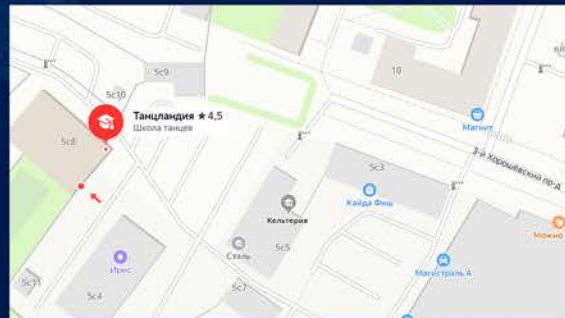 5с9
10
5с10
Танцландия ★ 4,5
Школа танцев
Магнит
5с8
3-й Хорошёвский пр-д
5с3
Кайда Фиш
Кельтерия
Можно
Сталь
5с5
Ирис
Магистраль А
5с11
5с4
5с7